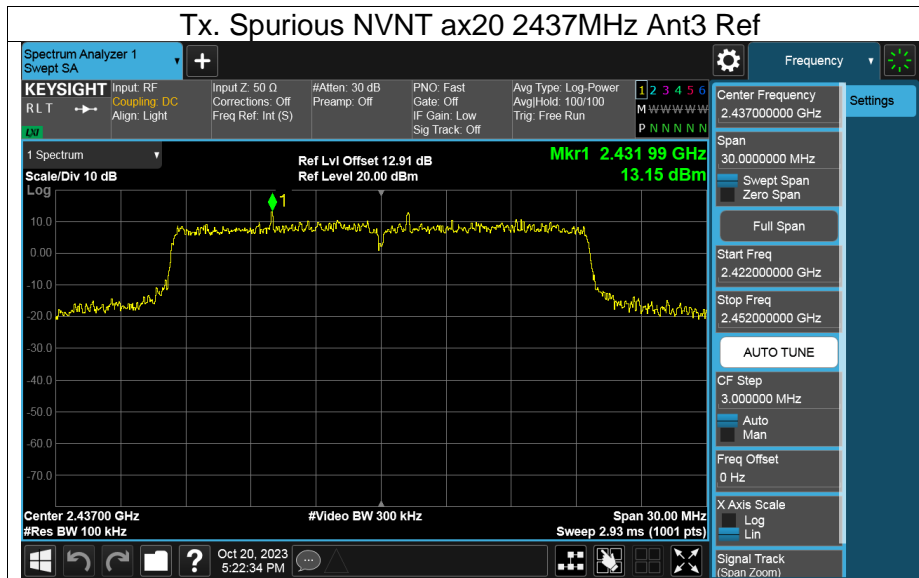 Tx. Spurious NVNT ax20 2437MHz Ant3 Ref
Spectrum Analyzer 1
Swept SA
Frequency
KEYSIGHT
R L T
LXI
Input: RF
Coupling: DC
Align: Light
Input Z: 50 Ω
Corrections: Off
Freq Ref: Int (S)
#Atten: 30 dB
Preamp: Off
PNO: Fast
Gate: Off
IF Gain: Low
Sig Track: Off
Avg Type: Log-Power
Avg|Hold: 100/100
Trig: Free Run
1 2 3 4 5 6
M W W W W W
P N N N N N
1 Spectrum
Scale/Div 10 dB
Log
Ref Lvl Offset 12.91 dB
Ref Level 20.00 dBm
Mkr1 2.431 99 GHz
13.15 dBm
1
10.0
0.00
-10.0
-20.0
-30.0
-40.0
-50.0
-60.0
-70.0
Center 2.43700 GHz
#Res BW 100 kHz
#Video BW 300 kHz
Span 30.00 MHz
Sweep 2.93 ms (1001 pts)
Oct 20, 2023
5:22:34 PM
Center Frequency
2.437000000 GHz
Settings
Span
30.0000000 MHz
Swept Span
Zero Span
Full Span
Start Freq
2.422000000 GHz
Stop Freq
2.452000000 GHz
AUTO TUNE
CF Step
3.000000 MHz
Auto
Man
Freq Offset
0 Hz
X Axis Scale
Log
Lin
Signal Track
(Span Zoom)